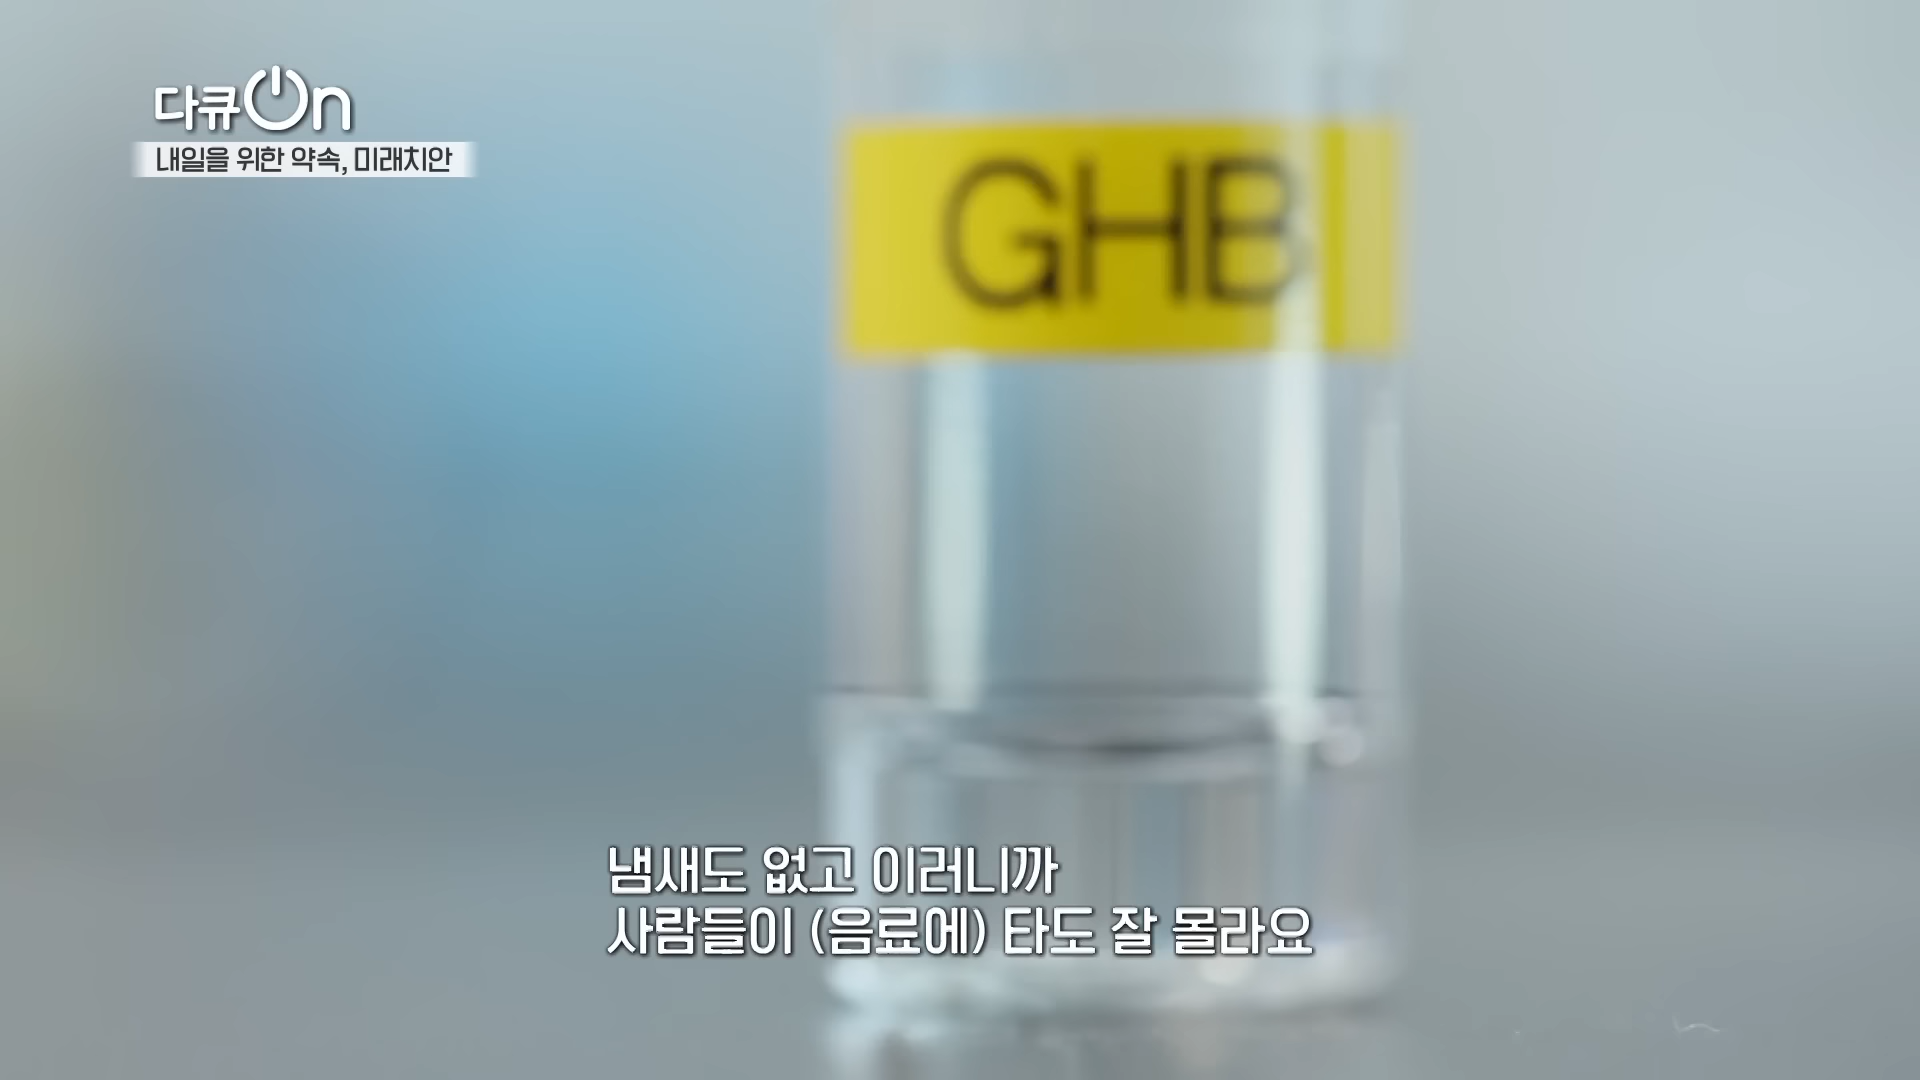 다큐On
내일을 위한 약속, 미래치안
GHB
냄새도 없고 이러니까
사람들이 (음료에) 타도 잘 몰라요